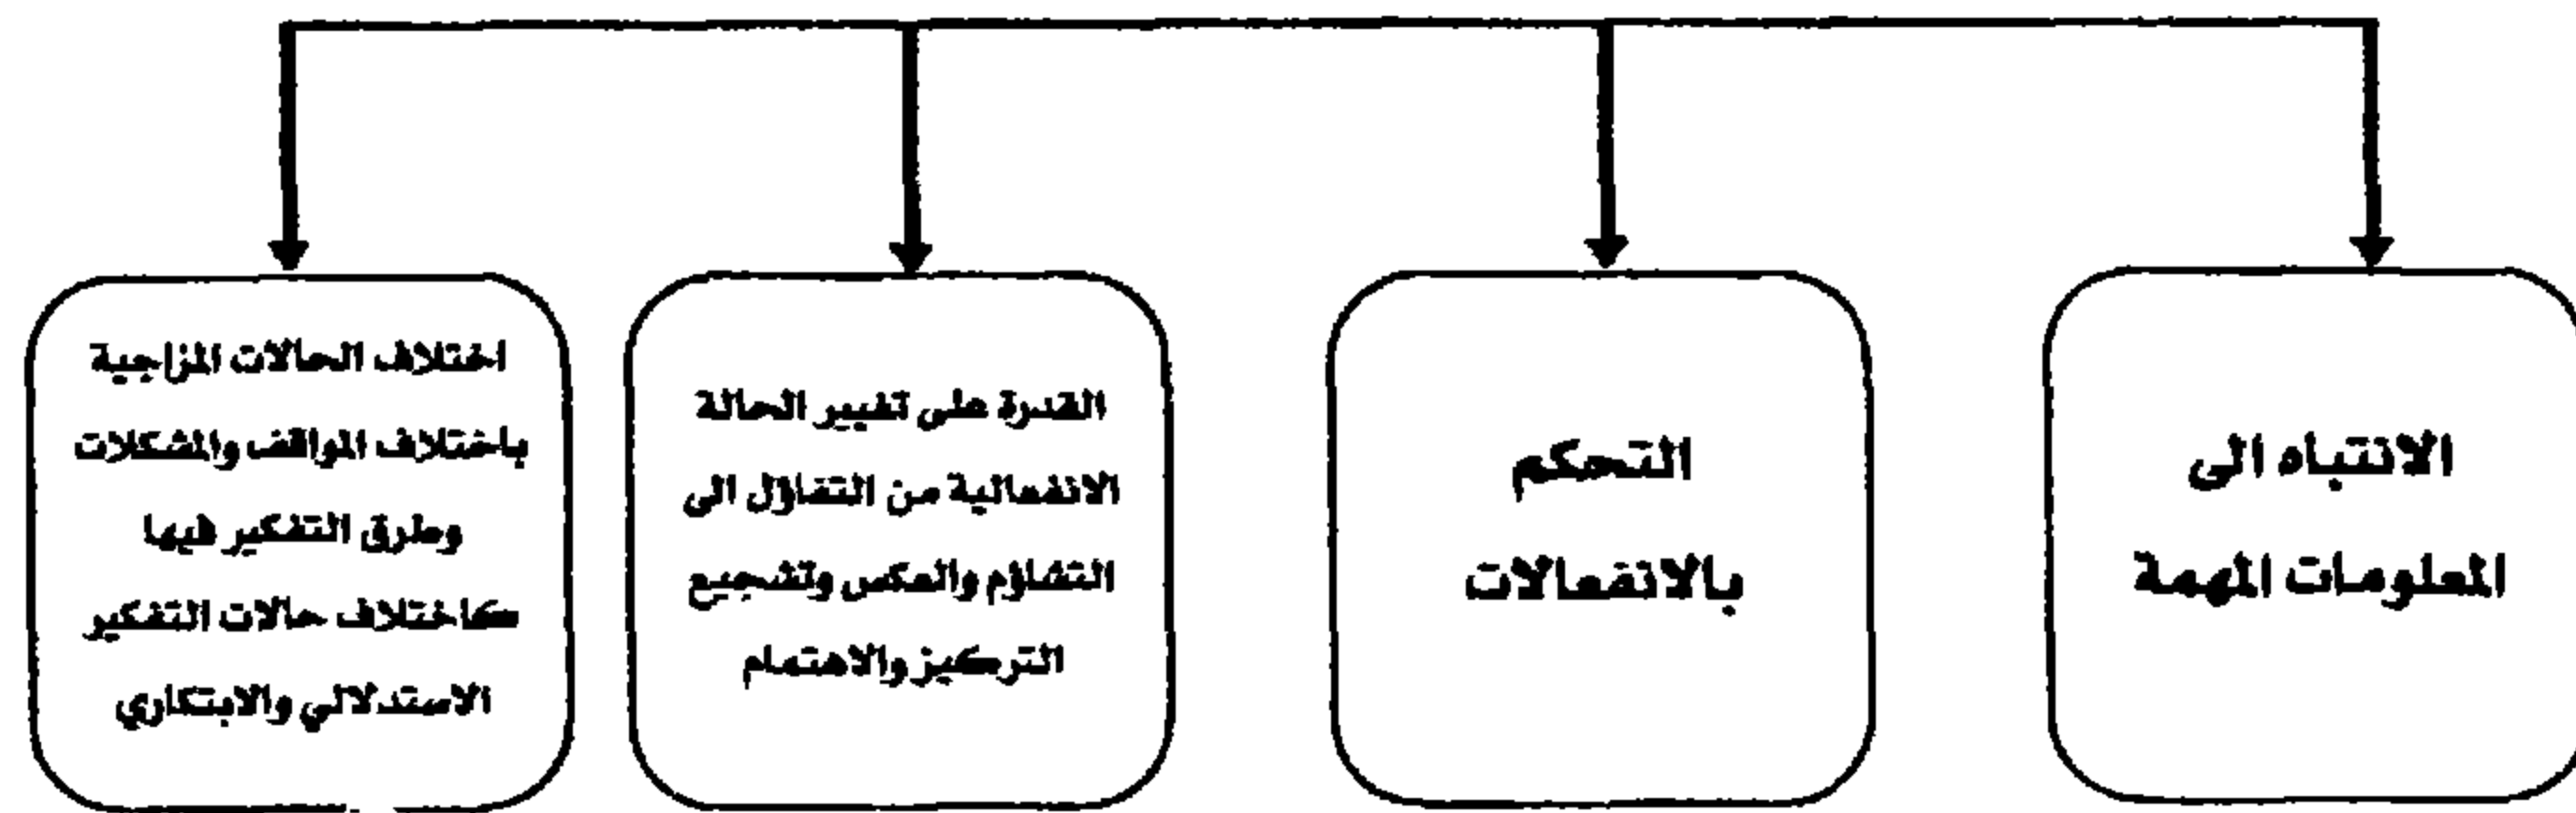 الانتباه الى
المعلومات المهمة
التحكم
بالانفعالات
القدرة على تغيير الحالة
الانفعالية من التفاؤل الى
التشاؤم والعكس وتشجيع
التركيز والاهتمام
اختلاف الحالات المزاجية
باختلاف المواقف والمشكلات
وطرق التفكير فيها
كاختلاف حالات التفكير
الاستدلالي والابتكاري